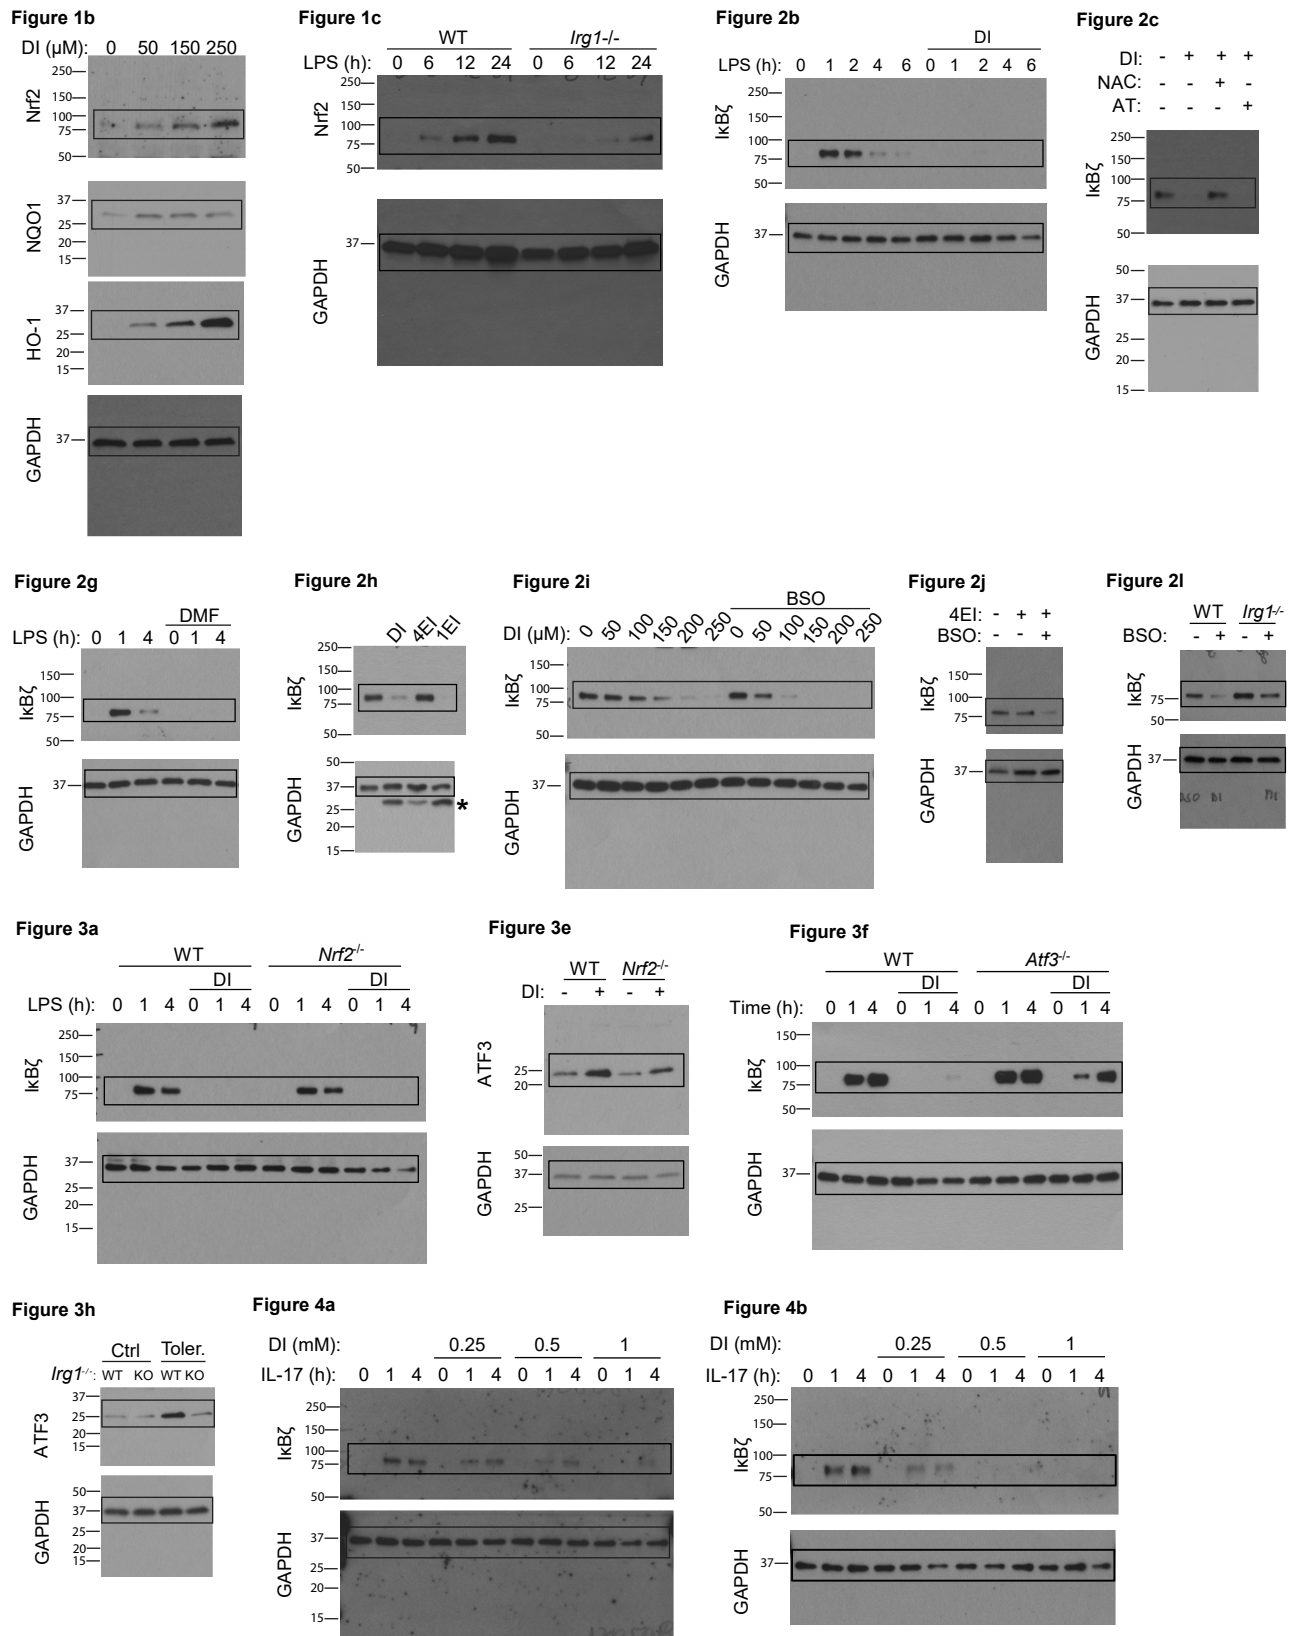 Figure 1b
DI (µM): 0 50 150 250
Nrf2
250
150
100
75
50
NQO1
37
25
20
15
HO-1
37
25
20
15
GAPDH
37
Figure 1c
WT Irg1-/-
LPS (h): 0 6 12 24 0 6 12 24
Nrf2
250
150
100
75
50
GAPDH
37
Figure 2b
DI
LPS (h): 0 1 2 4 6 0 1 2 4 6
IκBζ
250
150
100
75
50
GAPDH
37
Figure 2c
DI: - + + +
NAC: - - + -
AT: - - - +
IκBζ
250
150
100
75
50
GAPDH
50
37
25
20
15
Figure 2g
DMF
LPS (h): 0 1 4 0 1 4
IκBζ
150
100
75
50
GAPDH
37
Figure 2h
DI 4EI 1EI
IκBζ
250
150
100
75
50
GAPDH
50
37
25
20
15
*
Figure 2i
BSO
DI (µM): 0 50 100 150 200 250 0 50 100 150 200 250
IκBζ
150
100
75
50
GAPDH
37
Figure 2j
4EI: - + +
BSO: - - +
IκBζ
150
100
75
GAPDH
37
Figure 2l
WT Irg1-/-
BSO: - + - +
IκBζ
75
50
GAPDH
37
Figure 3a
WT Nrf2-/-
DI DI
LPS (h): 0 1 4 0 1 4 0 1 4 0 1 4
IκBζ
250
150
100
75
GAPDH
37
25
20
15
Figure 3e
WT Nrf2-/-
DI: - + - +
ATF3
25
20
GAPDH
50
37
25
Figure 3f
WT Atf3-/-
DI DI
Time (h): 0 1 4 0 1 4 0 1 4 0 1 4
IκBζ
150
100
75
50
GAPDH
37
Figure 3h
Ctrl Toler.
Irg1-/-: WT KO WT KO
ATF3
37
25
20
15
GAPDH
50
37
25
20
15
Figure 4a
DI (mM): 0.25 0.5 1
IL-17 (h): 0 1 4 0 1 4 0 1 4 0 1 4
IκBζ
250
150
100
75
50
GAPDH
37
25
20
15
Figure 4b
DI (mM): 0.25 0.5 1
IL-17 (h): 0 1 4 0 1 4 0 1 4 0 1 4
IκBζ
250
150
100
75
50
GAPDH
37